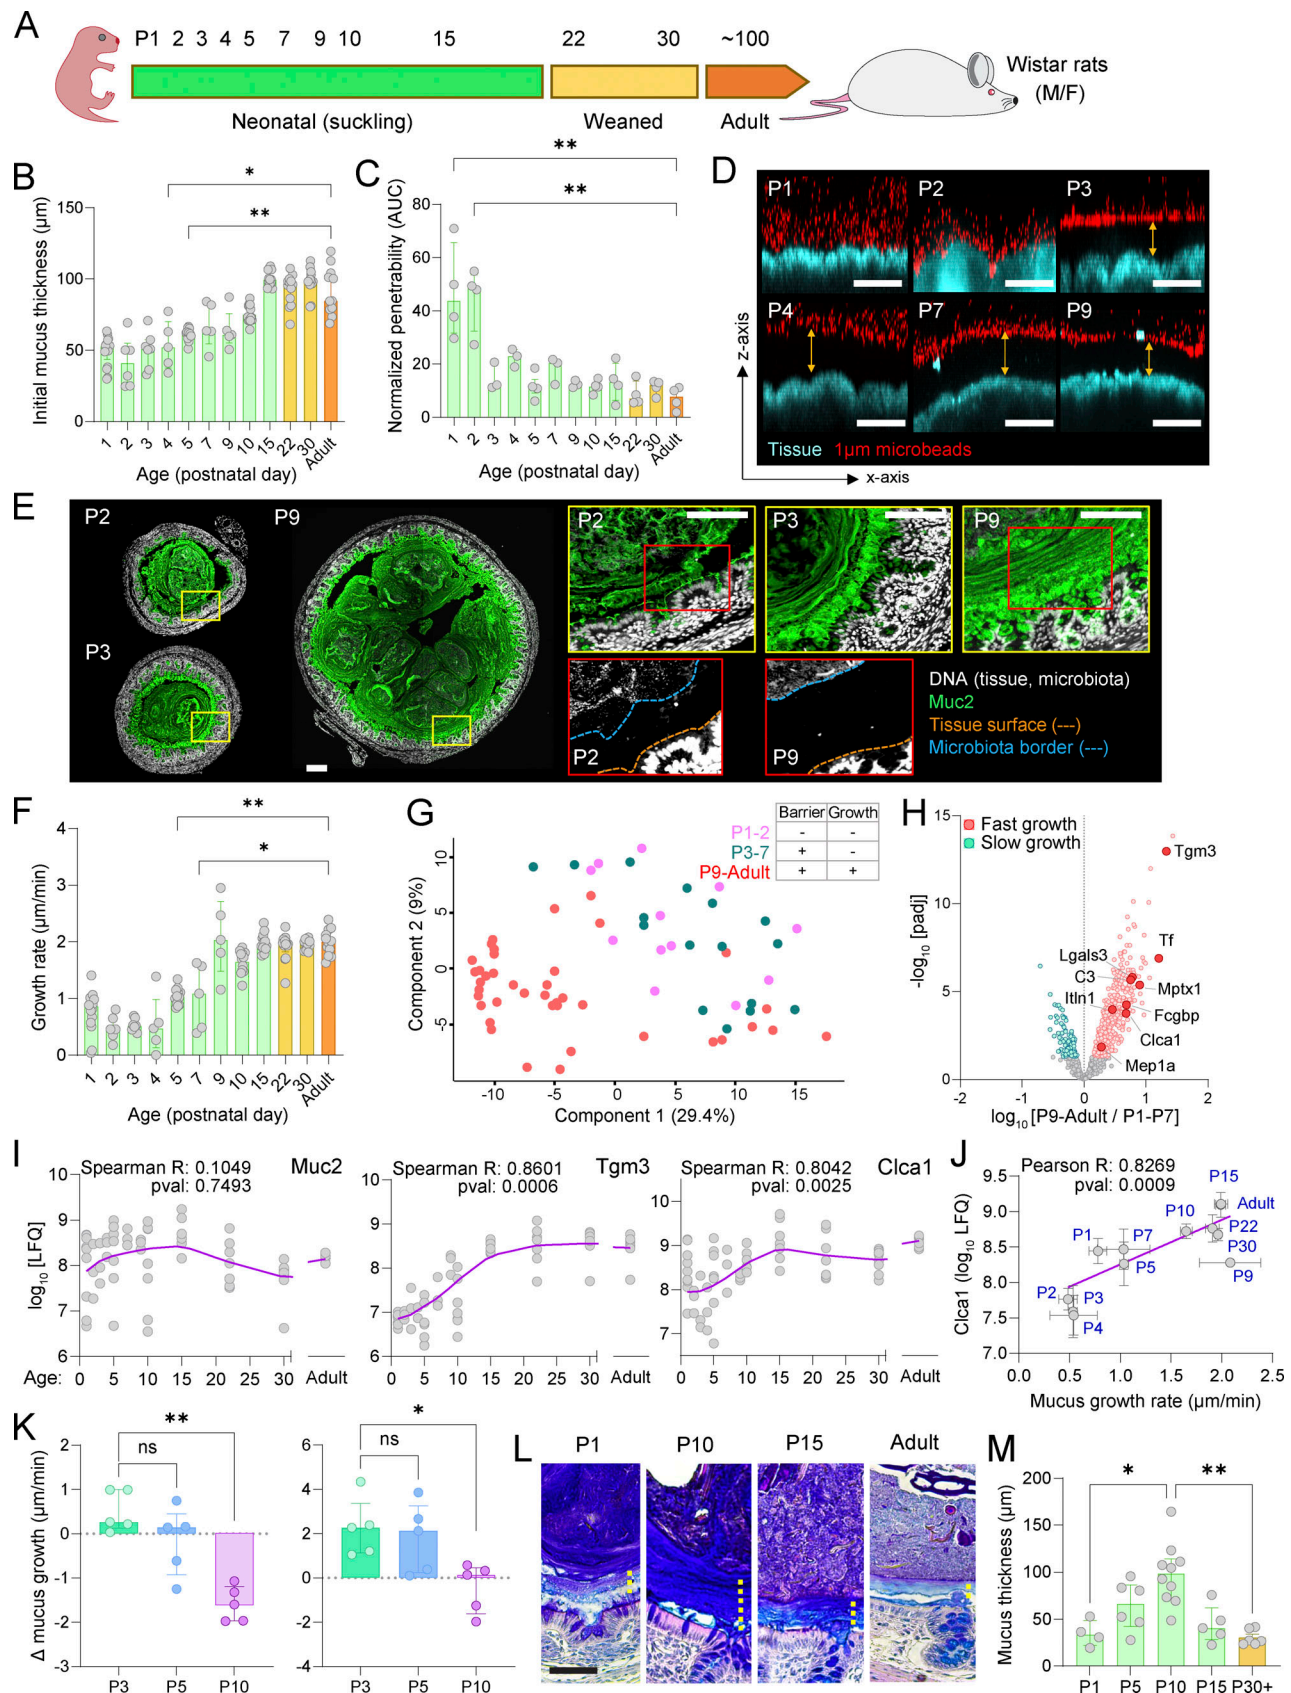 A
P1 2 3 4 5 7 9 10 15 22 30 ~100
Wistar rats
(M/F)
Neonatal (suckling) Weaned Adult
B
Initial mucus thickness (µm)
150
100
50
0
* 
**
1 2 3 4 5 7 9 10 15 22 30 Adult
Age (postnatal day)
C
Normalized penetrability (AUC)
80
60
40
20
0
**
**
1 2 3 4 5 7 9 10 15 22 30 Adult
Age (postnatal day)
D
P1 P2 P3
P4 P7 P9
z-axis
Tissue 1µm microbeads
x-axis
E
P2 P9 P2 P3 P9
P3
P2 P9
DNA (tissue, microbiota)
Muc2
Tissue surface (---)
Microbiota border (---)
F
Growth rate (µm/min)
4
3
2
1
0
**
*
1 2 3 4 5 7 9 10 15 22 30 Adult
Age (postnatal day)
G
Barrier Growth
P1-2 - -
P3-7 + -
P9-Adult + +
Component 2 (9%)
10
5
0
-5
-10 -5 0 5 10 15
Component 1 (29.4%)
H
Fast growth
Slow growth
-log10 [padj]
15
10
5
0
Tgm3
Tf
Lgals3
C3
Mptx1
Itln1
Fcgbp
Clca1
Mep1a
-2 -1 0 1 2
log10 [P9-Adult / P1-P7]
I
Spearman R: 0.1049 Muc2
pval: 0.7493
log10 [LFQ]
10
9
8
7
6
Age: 0 5 10 15 20 25 30 Adult
Spearman R: 0.8601 Tgm3
pval: 0.0006
10
9
8
7
6
0 5 10 15 20 25 30 Adult
Spearman R: 0.8042 Clca1
pval: 0.0025
10
9
8
7
6
0 5 10 15 20 25 30 Adult
J
Pearson R: 0.8269
pval: 0.0009
Clca1 (log10 LFQ)
9.5
9.0
8.5
8.0
7.5
7.0
P15
Adult
P10
P22
P1 P7
P30
P5
P9
P2 P3
P4
0.0 0.5 1.0 1.5 2.0 2.5
Mucus growth rate (µm/min)
K
Δ mucus growth (µm/min)
2
1
0
-1
-2
-3
**
ns
P3 P5 P10
6
4
2
0
-2
-4
*
ns
P3 P5 P10
L
P1 P10 P15 Adult
M
Mucus thickness (µm)
200
150
100
50
0
* **
P1 P5 P10 P15 P30+